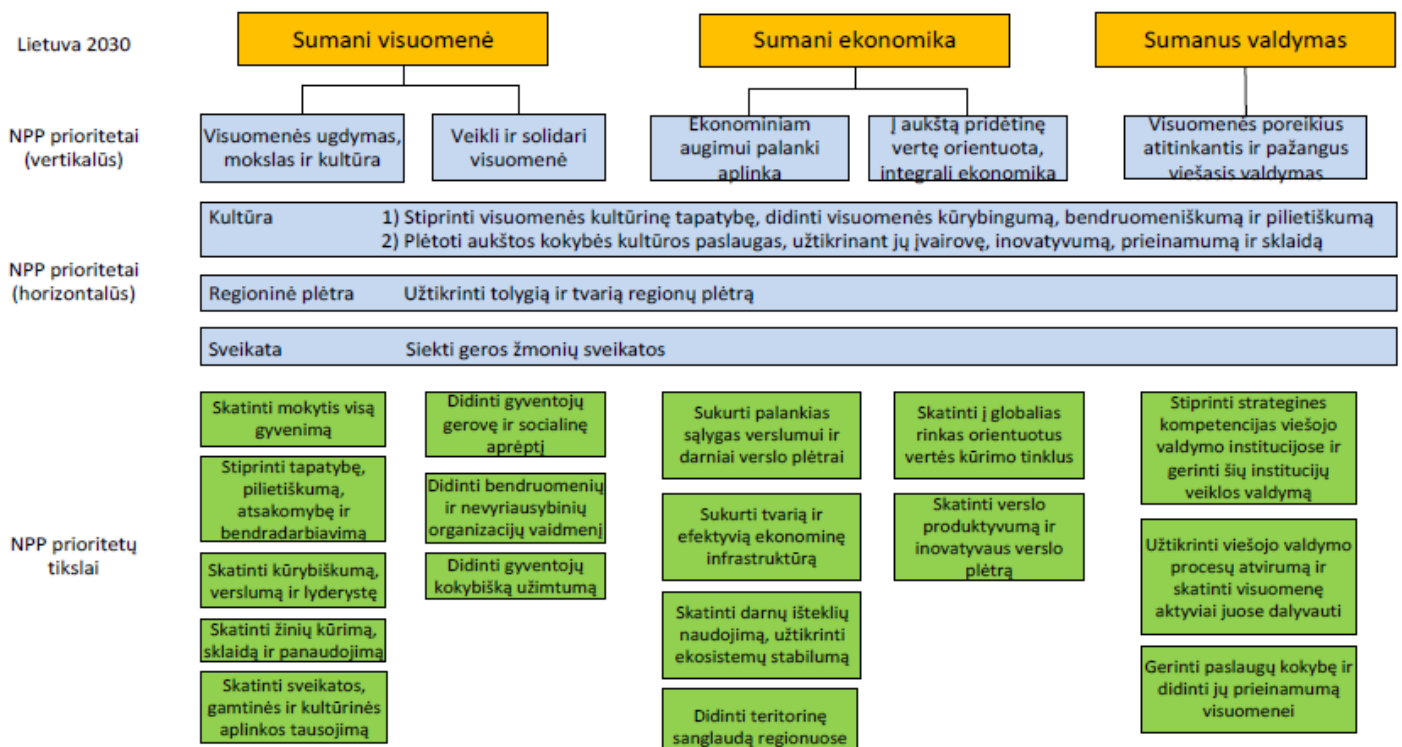 Lietuva 2030
Sumani visuomenė
Sumani ekonomika
Sumanus valdymas
NPP prioritetai
(vertikalūs)
Visuomenės ugdymas,
mokslas ir kultūra
Veikli ir solidari
visuomenė
Ekonominiam
augimui palanki
aplinka
Į aukštą pridėtinę
vertę orientuota,
integrali ekonomika
Visuomenės poreikius
atitinkantis ir pažangus
viešasis valdymas
NPP prioritetai
(horizontalūs)
Kultūra 1) Stiprinti visuomenės kultūrinę tapatybę, didinti visuomenės kūrybingumą, bendruomeniškumą ir pilietiškumą
2) Plėtoti aukštos kokybės kultūros paslaugas, užtikrinant jų įvairovę, inovatyvumą, prieinamumą ir sklaidą
Regioninė plėtra Užtikrinti tolygią ir tvarią regionų plėtrą
Sveikata Siekti geros žmonių sveikatos
NPP prioritetų
tikslai
Skatinti mokytis visą
gyvenimą
Stiprinti tapatybę,
pilietiškumą,
atsakomybę ir
bendradarbiavimą
Skatinti kūrybiškumą,
verslumą ir lyderystę
Skatinti žinių kūrimą,
sklaidą ir panaudojimą
Skatinti sveikatos,
gamtinės ir kultūrinės
aplinkos tausojimą
Didinti gyventojų
gerovę ir socialinę
aprėptį
Didinti bendruomenių
ir nevyriausybinių
organizacijų vaidmenį
Didinti gyventojų
kokybišką užimtumą
Sukurti palankias
sąlygas verslumui ir
darniai verslo plėtrai
Sukurti tvarią ir
efektyvią ekonominę
infrastruktūrą
Skatinti darnų išteklių
naudojimą, užtikrinti
ekosistemų stabilumą
Didinti teritorinę
sanglaudą regionuose
Skatinti į globalias
rinkas orientuotus
vertės kūrimo tinklus
Skatinti verslo
produktyvumą ir
inovatyvaus verslo
plėtrą
Stiprinti strategines
kompetencijas viešojo
valdymo institucijose ir
gerinti šių institucijų
veiklos valdymą
Užtikrinti viešojo valdymo
procesų atvirumą ir
skatinti visuomenę
aktyviai juose dalyvauti
Gerinti paslaugų kokybę ir
didinti jų prieinamumą
visuomenei